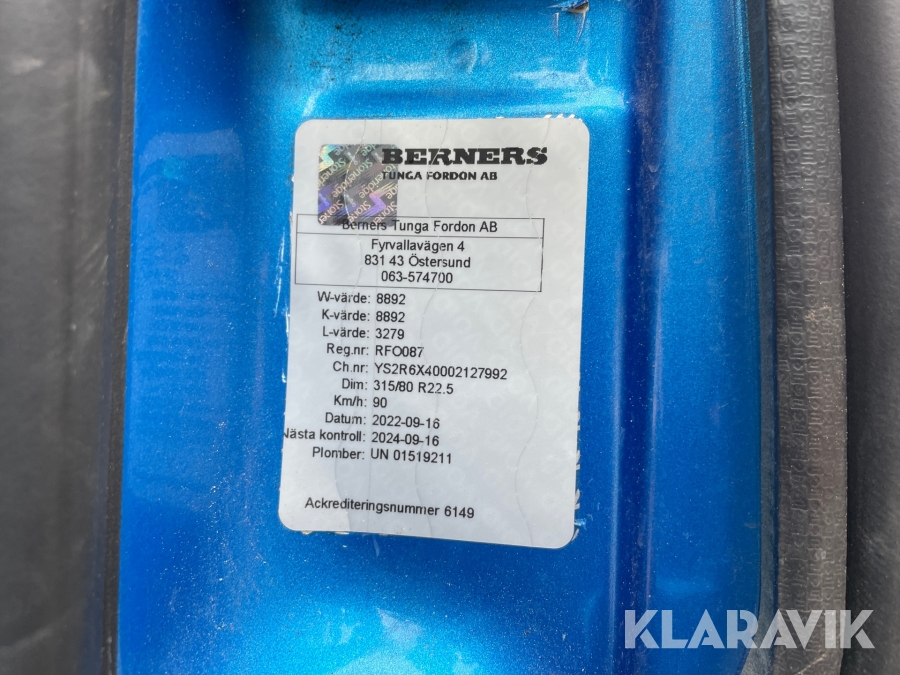 BERNERS
TUNGA FORDON AB
Berners Tunga Fordon AB
Fyrvallavägen 4
831 43 Östersund
063-574700
W-värde: 8892
K-värde: 8892
L-värde: 3279
Reg.nr: RFO087
Ch.nr: YS2R6X40002127992
Dim: 315/80 R22.5
Km/h: 90
Datum: 2022-09-16
Nästa kontroll: 2024-09-16
Plomber: UN 01519211
Ackrediteringsnummer 6149
KLARAVIK